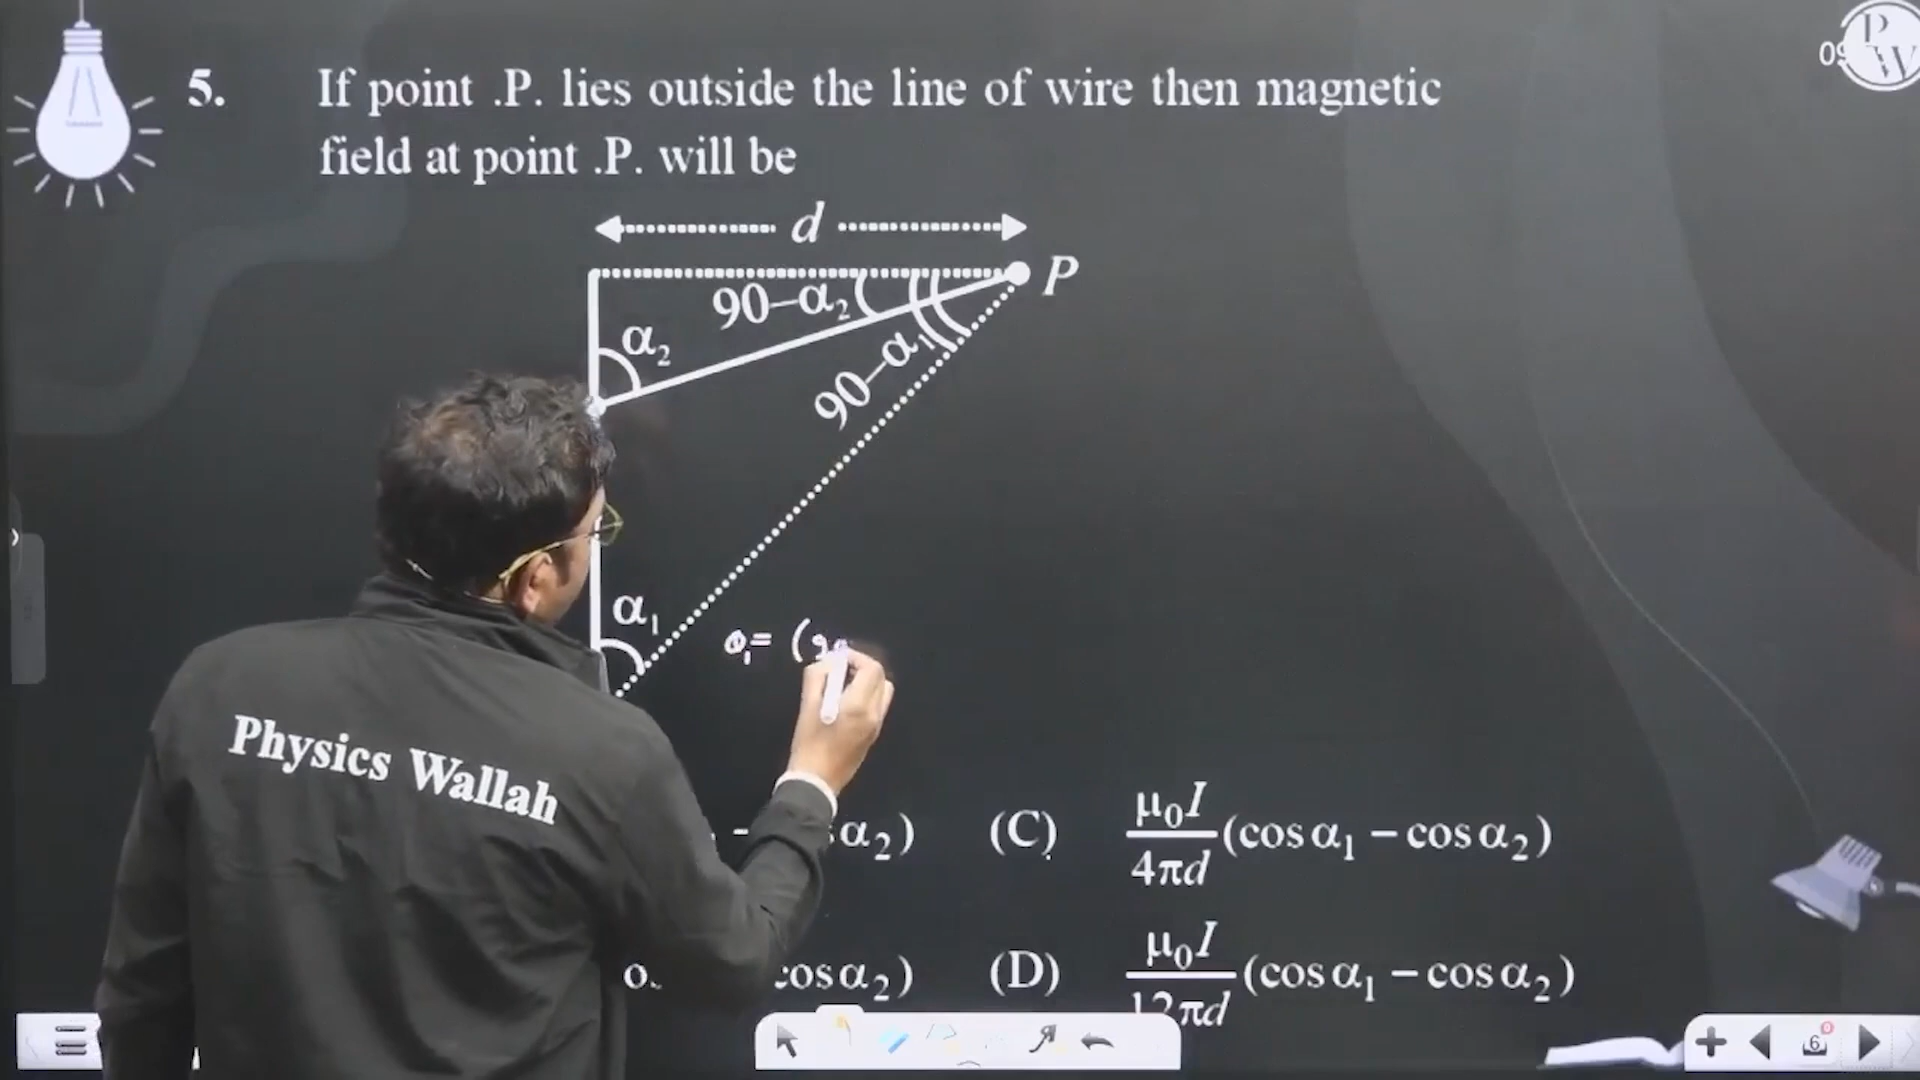 5. If point .P. lies outside the line of wire then magnetic
field at point .P. will be
d
P
90–α₂
α₂
90–α₁
α₁
Physics Wallah
α₂) (C) μ₀I/4πd (cos α₁ – cos α₂)
cos α₂) (D) μ₀I/12πd (cos α₁ – cos α₂)
6